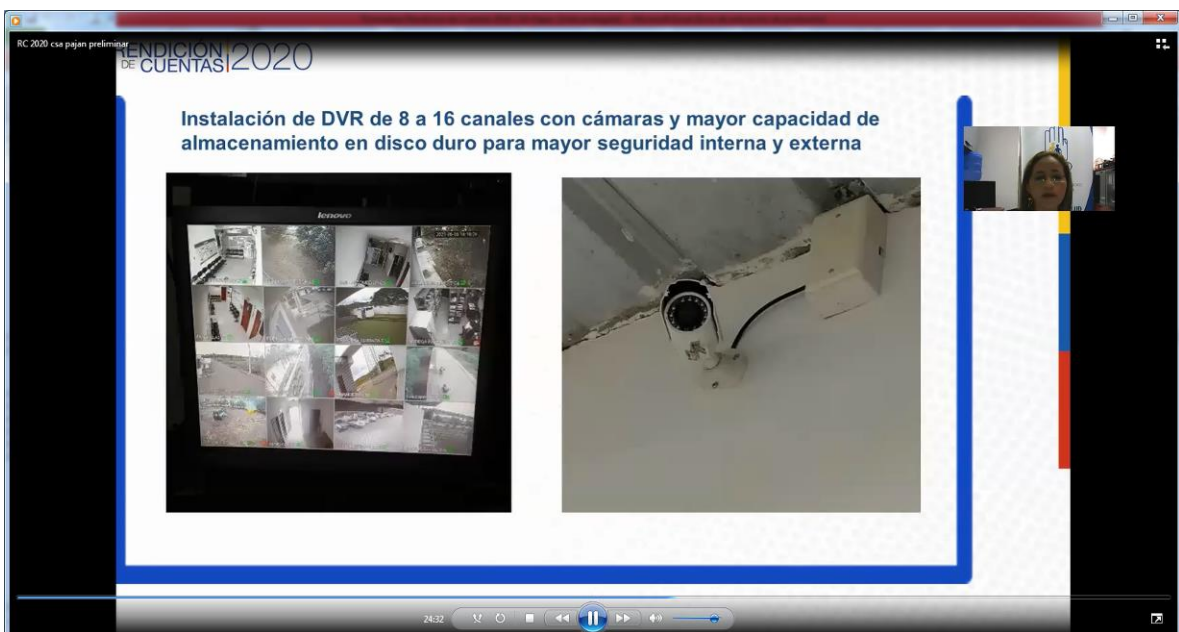 RC 2020 csa pajan preliminar
RENDICIÓN
DE CUENTAS 2020
Instalación de DVR de 8 a 16 canales con cámaras y mayor capacidad de
almacenamiento en disco duro para mayor seguridad interna y externa
lenovo
24:32